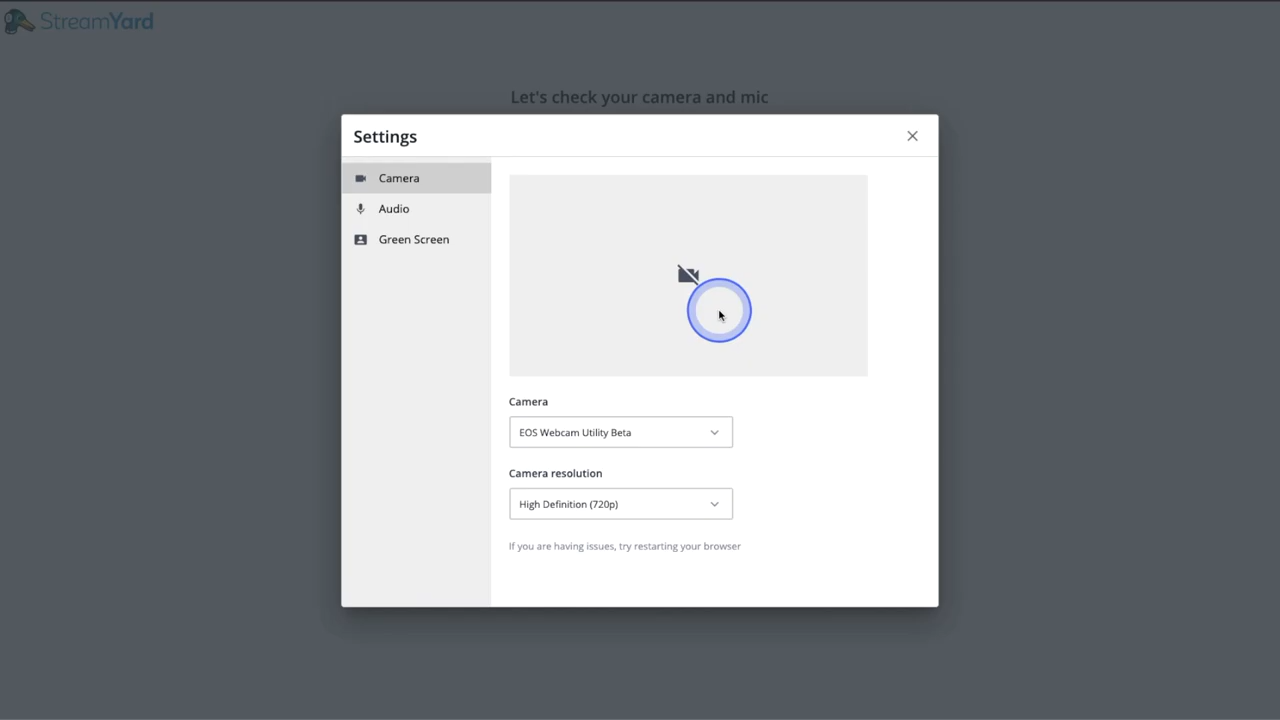 StreamYard
Let's check your camera and mic
Settings
Camera
Audio
Green Screen
Camera
EOS Webcam Utility Beta
Camera resolution
High Definition (720p)
If you are having issues, try restarting your browser